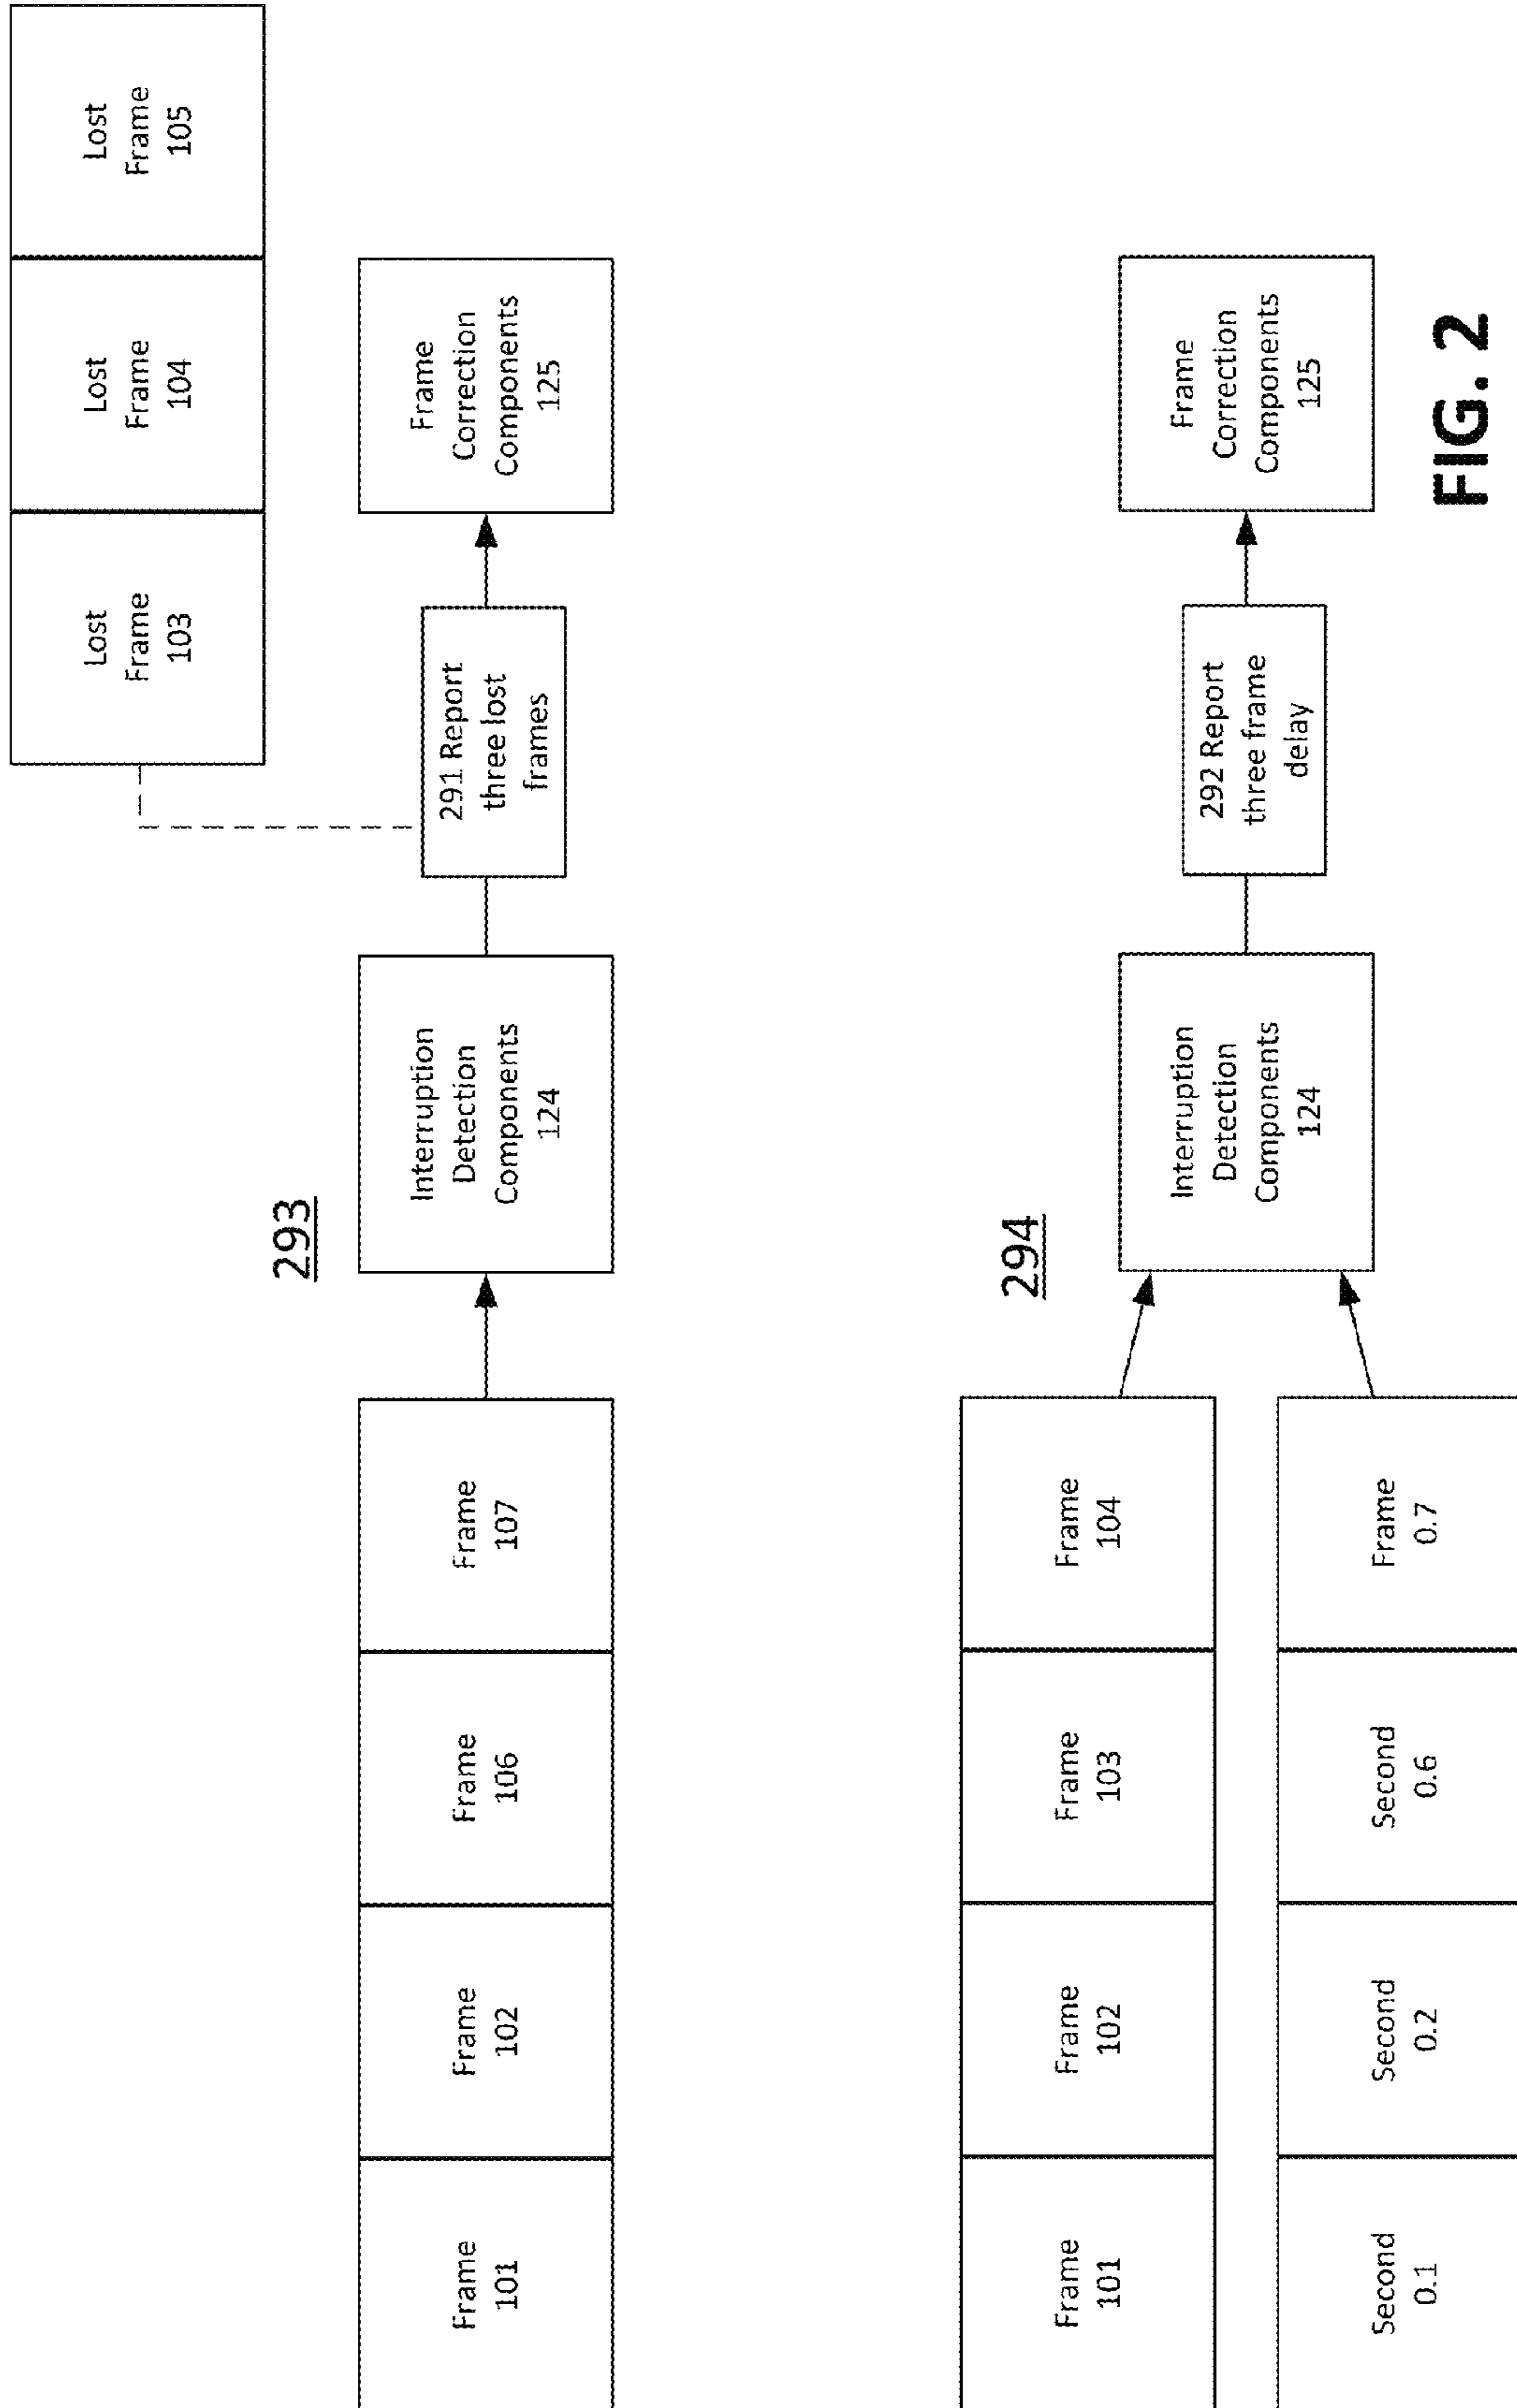 Lost
Frame
103
Lost
Frame
104
Lost
Frame
105
293
Frame
101
Frame
102
Frame
106
Frame
107
Interruption
Detection
Components
124
291 Report
three lost
frames
Frame
Correction
Components
125
294
Frame
101
Frame
102
Frame
103
Frame
104
Second
0.1
Second
0.2
Second
0.6
Frame
0.7
Interruption
Detection
Components
124
292 Report
three frame
delay
Frame
Correction
Components
125
FIG. 2